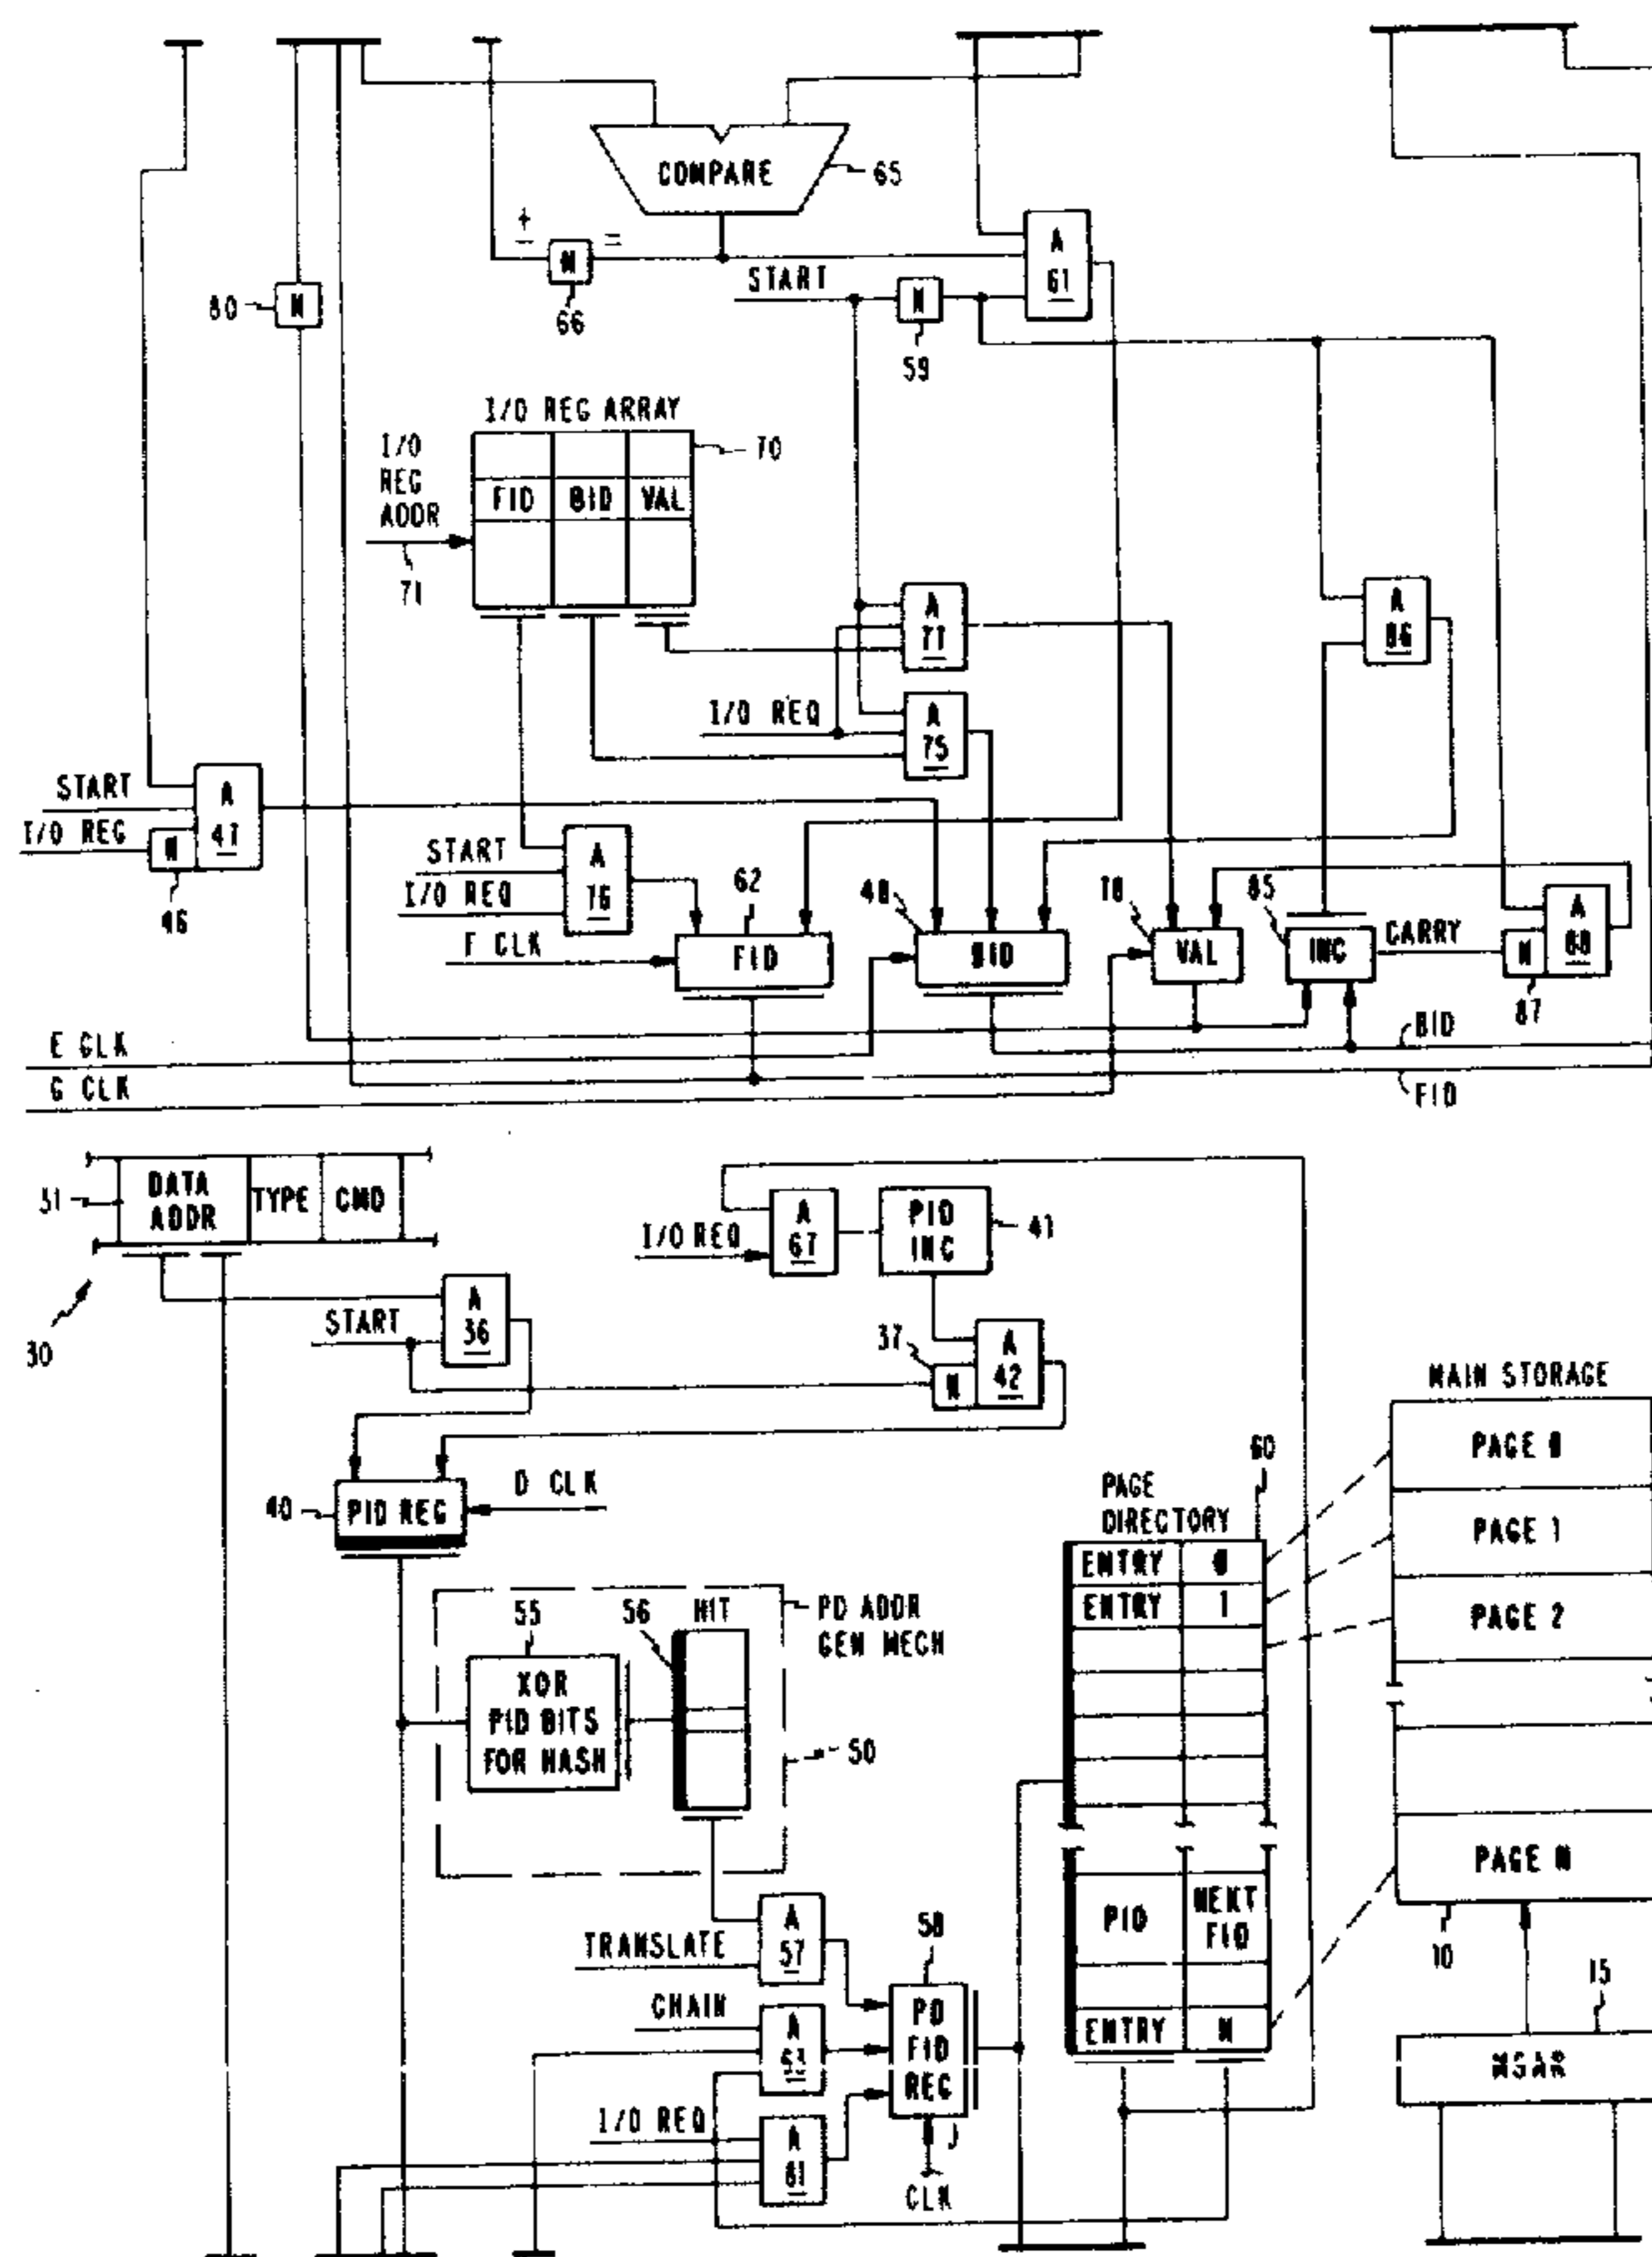 COMPARE
65
+
-
=
A
61
START
N
66
N
80
N
59
I/O REG ARRAY
70
I/O
REG
ADDR
FID BID VAL
71
A
77
A
86
I/O REQ
A
75
START
I/O REG
A
47
N
46
START
I/O REQ
A
76
62
48
78
85
F CLK
FID
BID
VAL
INC
CARRY
A
88
N
87
BID
E CLK
G CLK
FID
31
DATA
ADDR
TYPE
CMD
I/O REQ
A
67
PID
INC
41
30
START
A
36
37
N
A
42
MAIN STORAGE
40
PID REG
D CLK
PAGE
DIRECTORY
60
PAGE 0
PAGE 1
PAGE 2
ENTRY 0
ENTRY 1
55
56
HIT
PD ADDR
GEN MECH
XOR
PID BITS
FOR HASH
50
PAGE N
PID
NEXT
FID
10
15
TRANSLATE
A
57
58
CHAIN
A
PD
FID
REG
ENTRY N
MSAR
I/O REQ
A
81
J
CLK